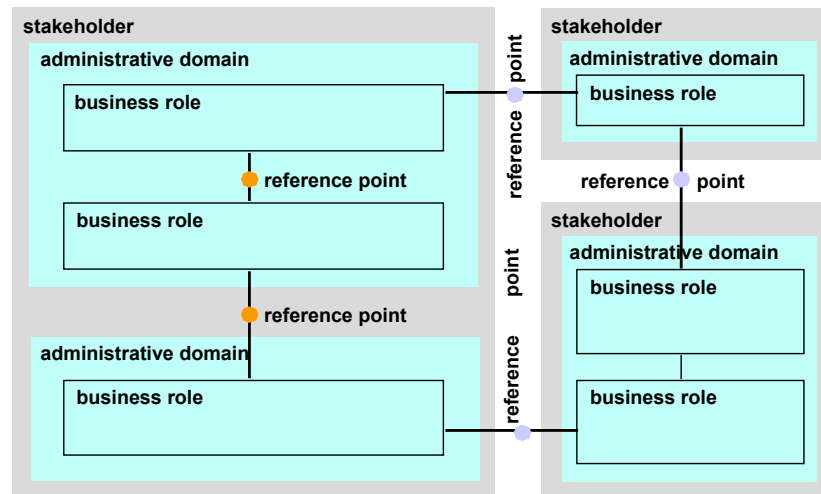 stakeholder
administrative domain
business role
reference point
business role
reference point
administrative domain
business role
reference point
reference point
stakeholder
administrative domain
business role
reference point
stakeholder
administrative domain
business role
business role